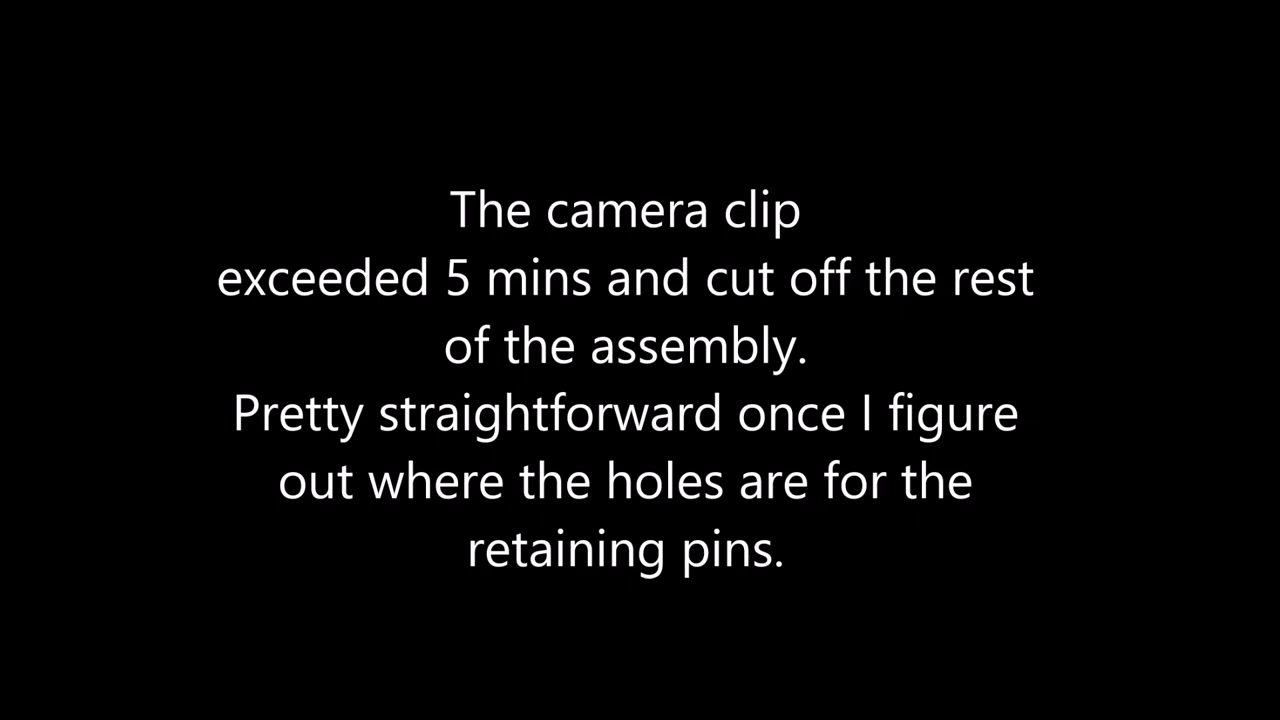 The camera clip
exceeded 5 mins and cut off the rest
of the assembly.
Pretty straightforward once I figure
out where the holes are for the
retaining pins.